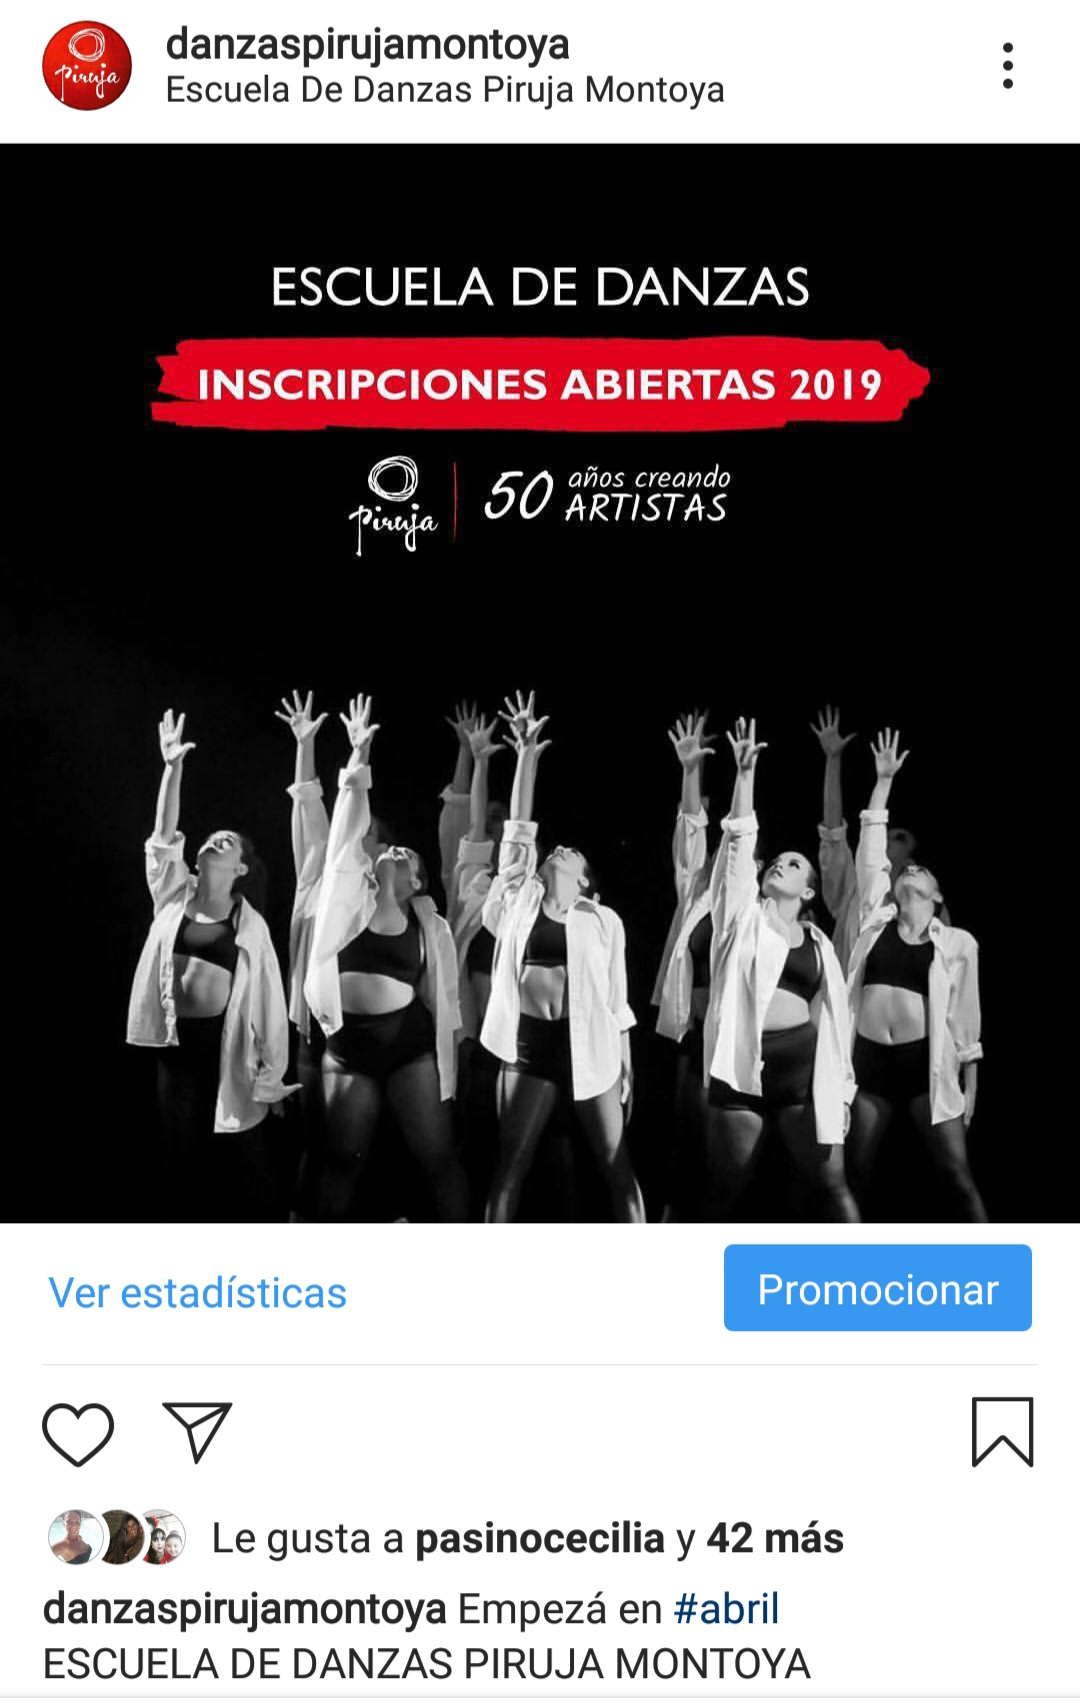 Piruja
danzaspirujamontoya
Escuela De Danzas Piruja Montoya
ESCUELA DE DANZAS
INSCRIPCIONES ABIERTAS 2019
Piruja
50 años creando
ARTISTAS
Ver estadísticas
Promocionar
Le gusta a pasinocecilia y 42 más
danzaspirujamontoya Empezá en #abril
ESCUELA DE DANZAS PIRUJA MONTOYA